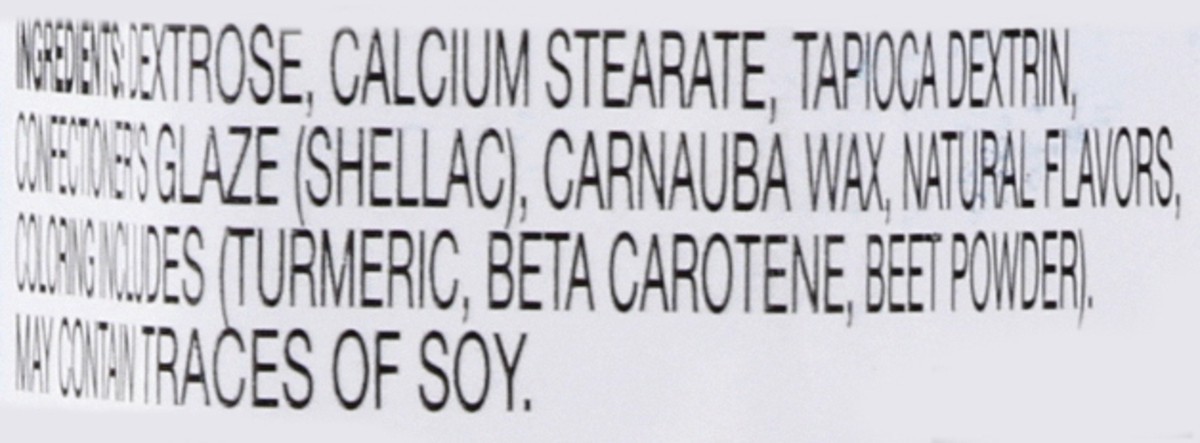 INGREDIENTS: DEXTROSE, CALCIUM STEARATE, TAPIOCA DEXTRIN,
CONFECTIONER'S GLAZE (SHELLAC), CARNAUBA WAX, NATURAL FLAVORS,
COLORING INCLUDES (TURMERIC, BETA CAROTENE, BEET POWDER).
MAY CONTAIN TRACES OF SOY.